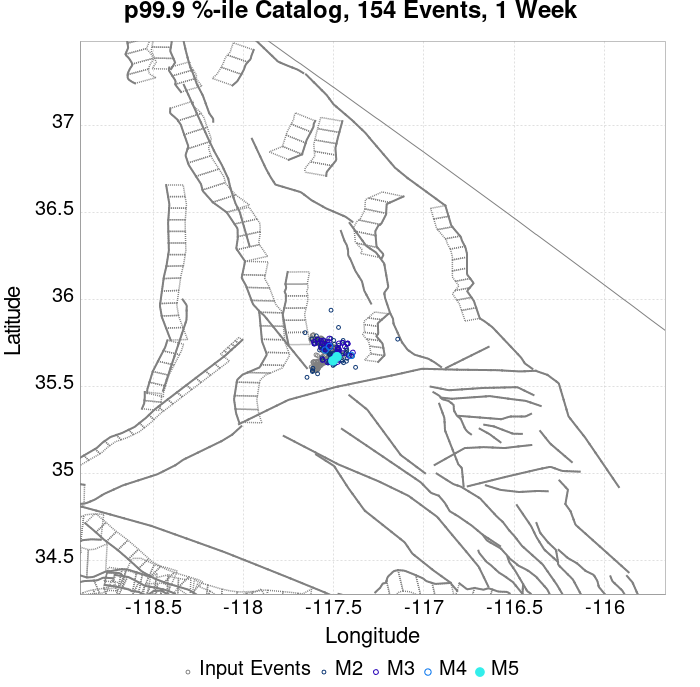 p99.9 %-ile Catalog, 154 Events, 1 Week
37
36.5
36
35.5
35
34.5
Latitude
-118.5 -118 -117.5 -117 -116.5 -116
Longitude
Input Events M2 M3 M4 M5